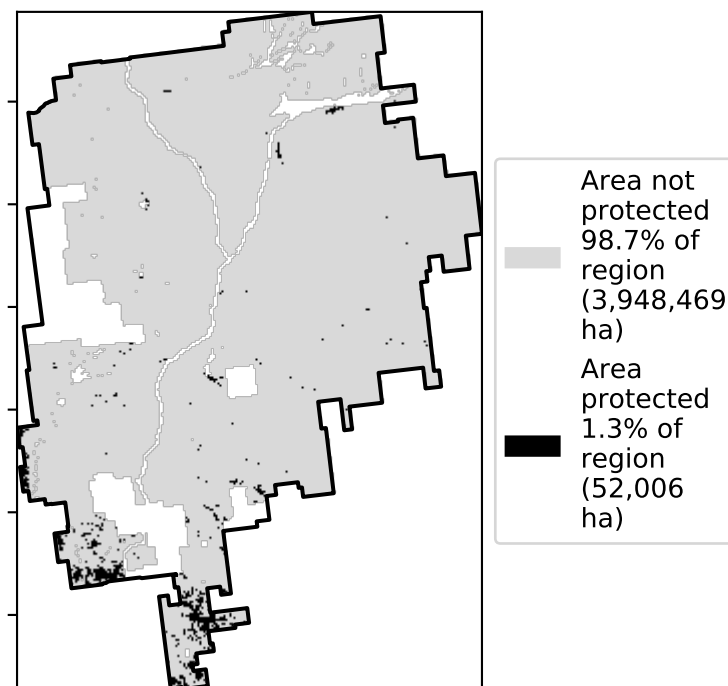 Area not
protected
98.7% of
region
(3,948,469
ha)
Area
protected
1.3% of
region
(52,006
ha)